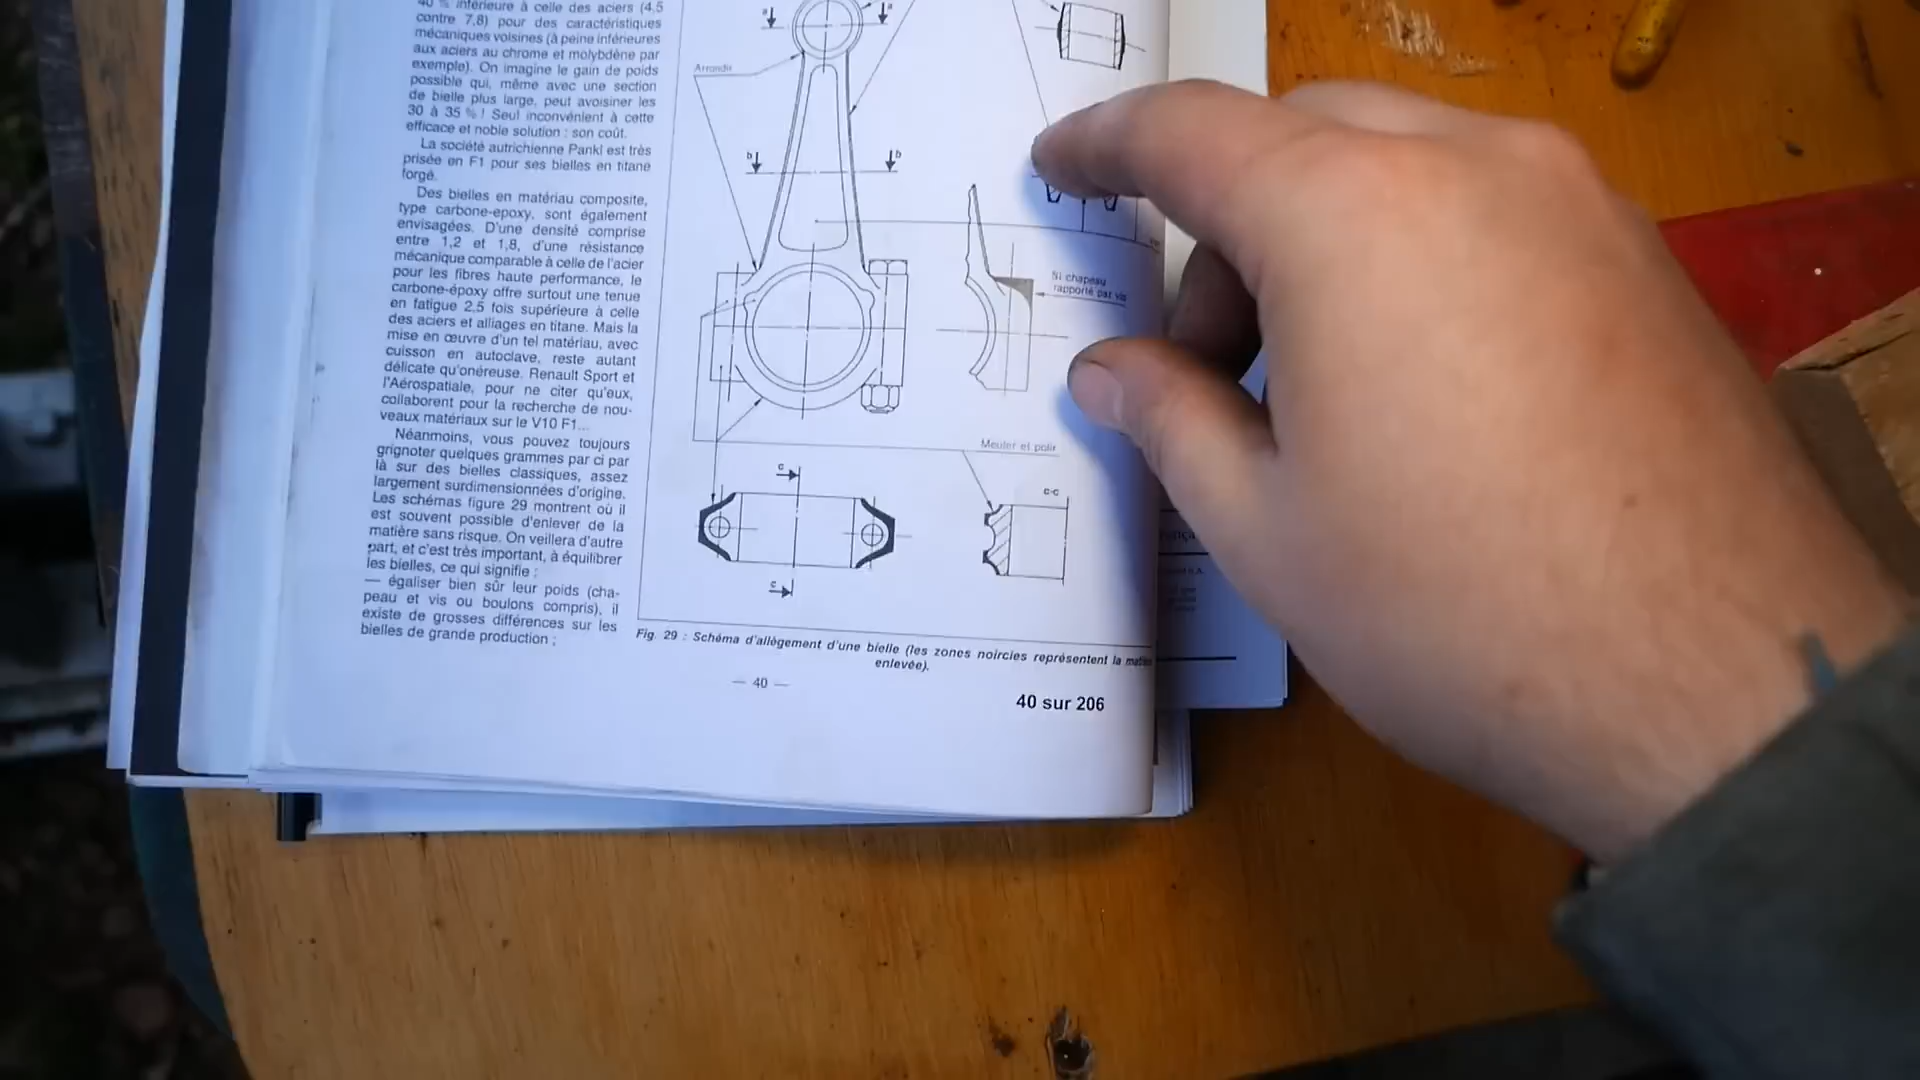 40 % inférieure à celle des aciers (4,5
contre 7,8) pour des caractéristiques
mécaniques voisines (à peine inférieures
aux aciers au chrome et molybdène par
exemple). On imagine le gain de poids
possible qui, même avec une section
de bielle plus large, peut avoisiner les
30 à 35 % ! Seul inconvénient à cette
efficace et noble solution : son coût.
La société autrichienne Pankl est très
prisée en F1 pour ses bielles en titane
forgé.
Des bielles en matériau composite,
type carbone-epoxy, sont également
envisagées. D'une densité comprise
entre 1,2 et 1,8, d'une résistance
mécanique comparable à celle de l'acier
pour les fibres haute performance, le
carbone-époxy offre surtout une tenue
en fatigue 2,5 fois supérieure à celle
des aciers et alliages en titane. Mais la
mise en œuvre d'un tel matériau, avec
cuisson en autoclave, reste autant
délicate qu'onéreuse. Renault Sport et
l'Aérospatiale, pour ne citer qu'eux,
collaborent pour la recherche de nou-
veaux matériaux sur le V10 F1...
Néanmoins, vous pouvez toujours
grignoter quelques grammes par ci par
là sur des bielles classiques, assez
largement surdimensionnées d'origine.
Les schémas figure 29 montrent où il
est souvent possible d'enlever de la
matière sans risque. On veillera d'autre
part, et c'est très important, à équilibrer
les bielles, ce qui signifie :
— égaliser bien sûr leur poids (cha-
peau et vis ou boulons compris), il
existe de grosses différences sur les
bielles de grande production ;
a a
Arrondir
b b
Si chapeau
rapporté par vis
Meuler et polir
c
c-c
c
Fig. 29 : Schéma d'allègement d'une bielle (les zones noircies représentent la
enlevée).
— 40 —
40 sur 206